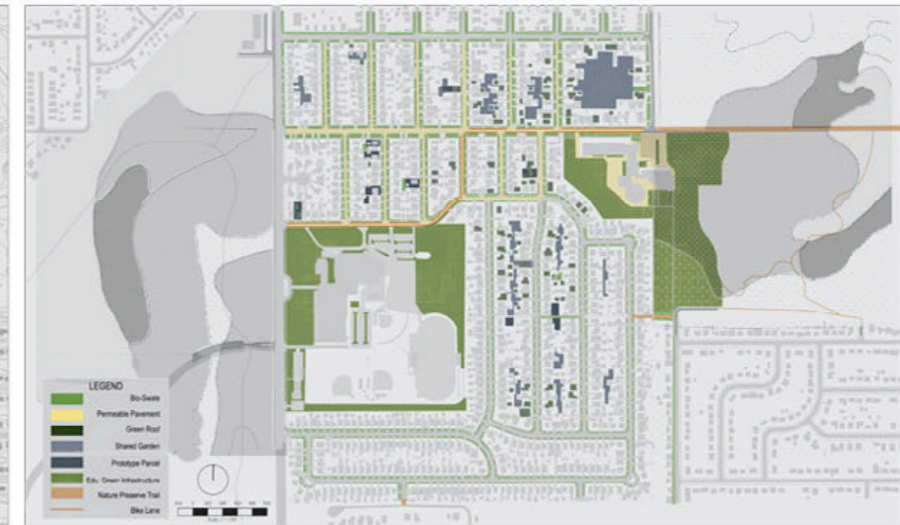 LEGEND
Bio-Swale
Permeable Pavement
Green Roof
Shared Garden
Prototype Parcel
Edu. Green Infrastructure
Nature Preserve Trail
Bike Lane